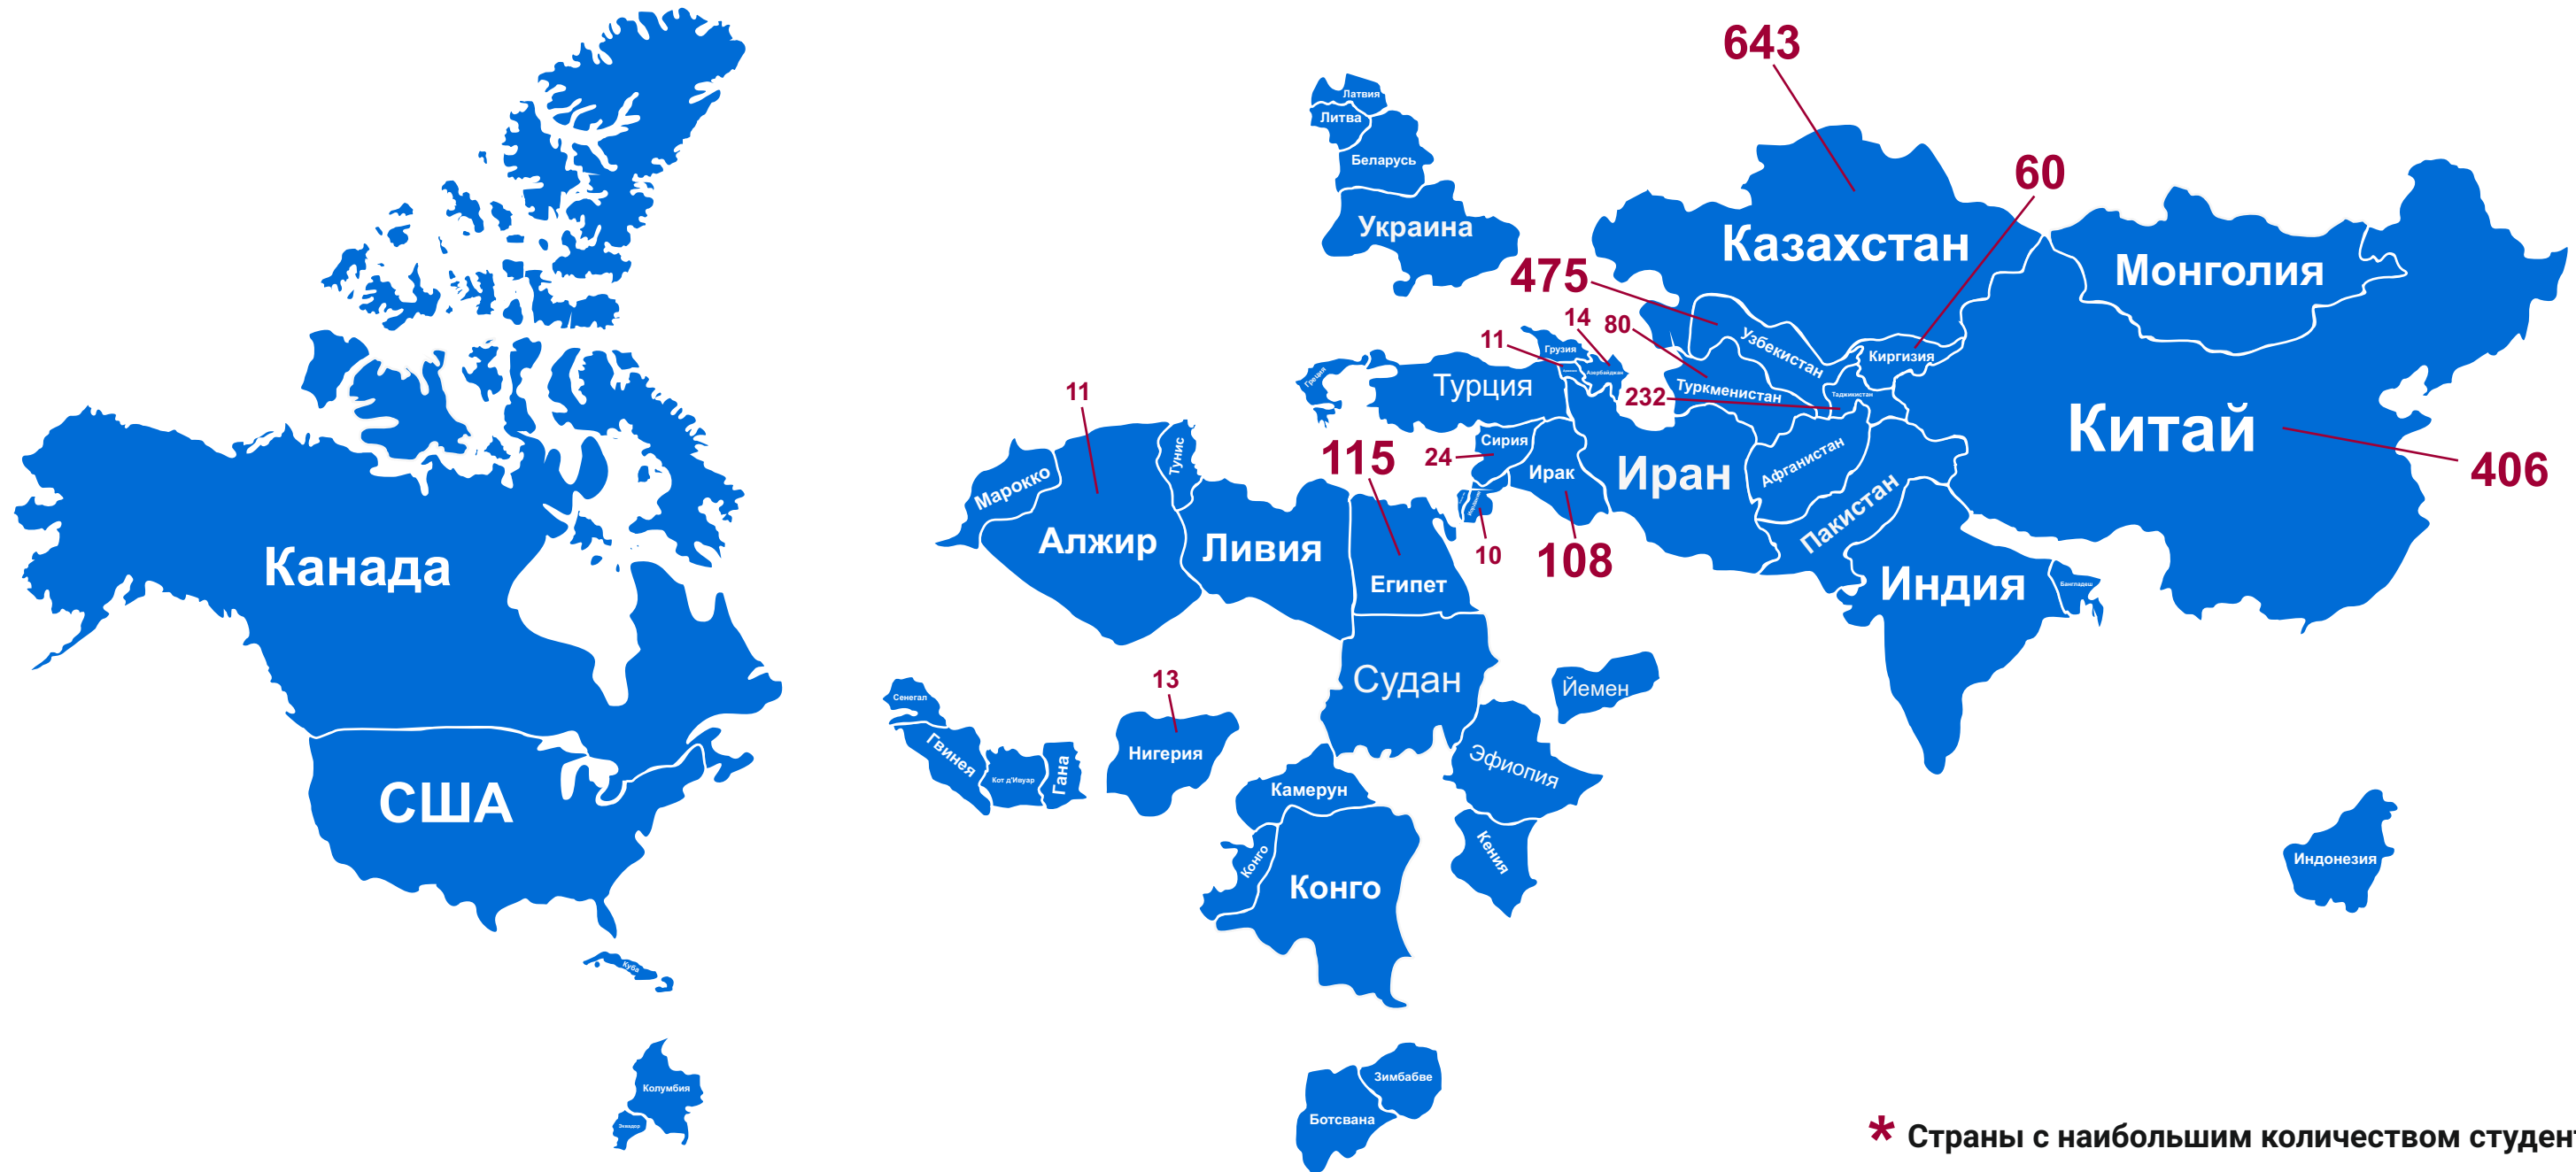 643
Латвия
Литва
Беларусь
60
Украина
Казахстан
Монголия
475
14
80
11
Грузия
Узбекистан
Киргизия
Азербайджан
Греция
Турция
Туркменистан
Таджикистан
232
11
Китай
406
Тунис
Сирия
115
24
Ирак
Иран
Афганистан
Марокко
Пакистан
Алжир
Ливия
10
108
Канада
Египет
Индия
Бангладеш
13
Судан
Йемен
Сенегал
Гвинея
Кот д'Ивуар
Гана
Нигерия
Эфиопия
США
Камерун
Конго
Кения
Индонезия
Конго
Куба
Колумбия
Зимбабве
Эквадор
Ботсвана
* Страны с наибольшим количеством студент